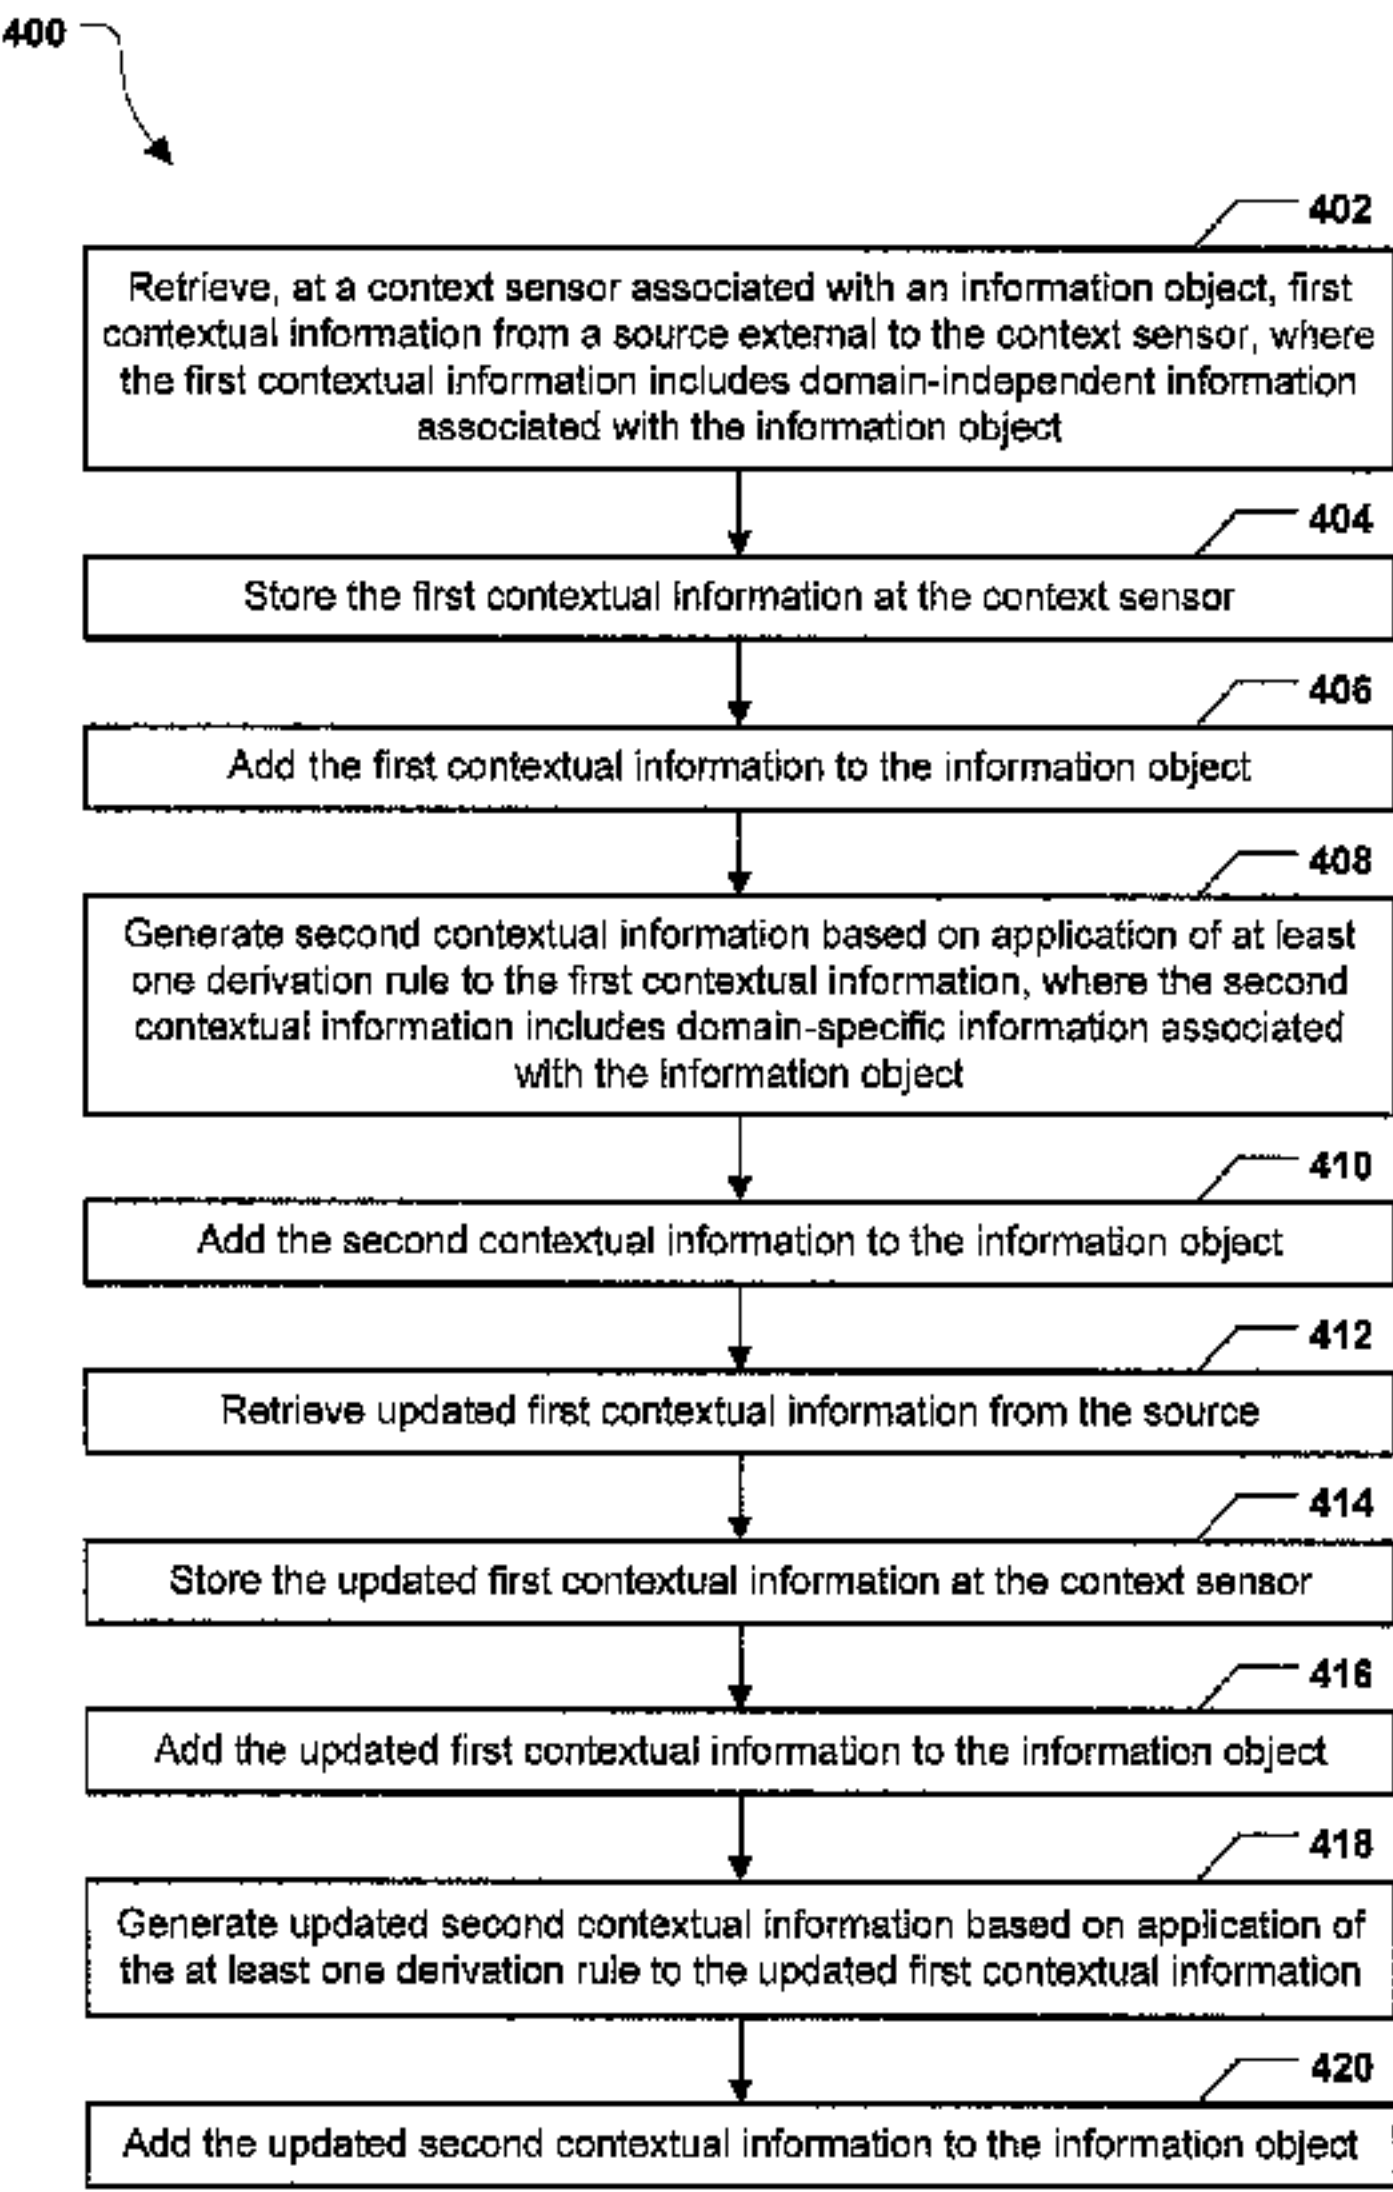 400
402
Retrieve, at a context sensor associated with an information object, first
contextual information from a source external to the context sensor, where
the first contextual information includes domain-independent information
associated with the information object
404
Store the first contextual information at the context sensor
406
Add the first contextual information to the information object
408
Generate second contextual information based on application of at least
one derivation rule to the first contextual information, where the second
contextual information includes domain-specific information associated
with the information object
410
Add the second contextual information to the information object
412
Retrieve updated first contextual information from the source
414
Store the updated first contextual information at the context sensor
416
Add the updated first contextual information to the information object
418
Generate updated second contextual information based on application of
the at least one derivation rule to the updated first contextual information
420
Add the updated second contextual information to the information object